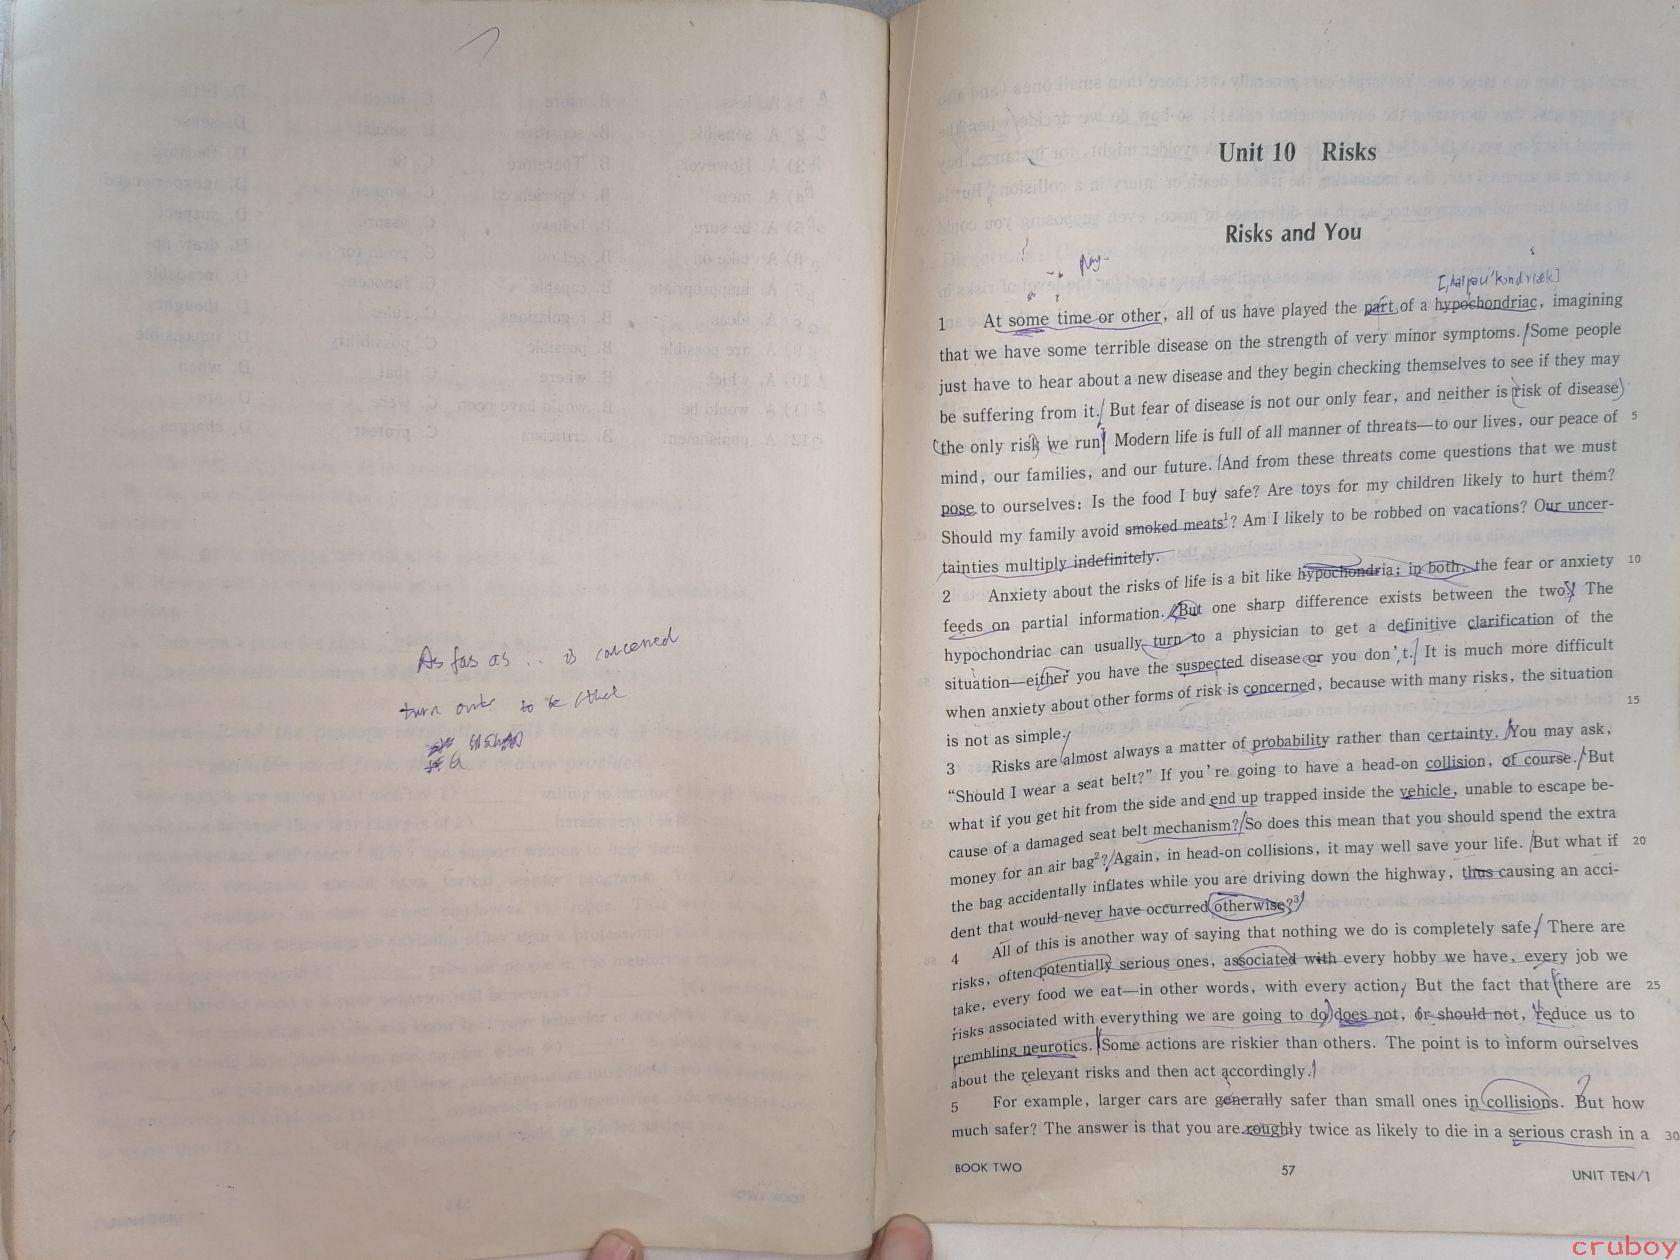 As far as .. is concerned
turn out to be that
Unit 10 Risks
Risks and You
play
1 At some time or other, all of us have played the part of a hypochondriac, imagining
that we have some terrible disease on the strength of very minor symptoms. Some people
just have to hear about a new disease and they begin checking themselves to see if they may
be suffering from it. But fear of disease is not our only fear, and neither is risk of disease
the only risk we run. Modern life is full of all manner of threats—to our lives, our peace of 5
mind, our families, and our future. And from these threats come questions that we must
pose to ourselves: Is the food I buy safe? Are toys for my children likely to hurt them?
Should my family avoid smoked meats¹? Am I likely to be robbed on vacations? Our uncer-
tainties multiply indefinitely.
2 Anxiety about the risks of life is a bit like hypochondria; in both, the fear or anxiety 10
feeds on partial information. But one sharp difference exists between the two. The
hypochondriac can usually turn to a physician to get a definitive clarification of the
situation—either you have the suspected disease or you don't. It is much more difficult
when anxiety about other forms of risk is concerned, because with many risks, the situation
is not as simple. 15
3 Risks are almost always a matter of probability rather than certainty. You may ask,
“Should I wear a seat belt?” If you're going to have a head-on collision, of course. But
what if you get hit from the side and end up trapped inside the vehicle, unable to escape be-
cause of a damaged seat belt mechanism? So does this mean that you should spend the extra
money for an air bag²? Again, in head-on collisions, it may well save your life. But what if 20
the bag accidentally inflates while you are driving down the highway, thus causing an acci-
dent that would never have occurred otherwise?³
4 All of this is another way of saying that nothing we do is completely safe. There are
risks, often potentially serious ones, associated with every hobby we have, every job we
take, every food we eat—in other words, with every action. But the fact that there are 25
risks associated with everything we are going to do does not, or should not, reduce us to
trembling neurotics. Some actions are riskier than others. The point is to inform ourselves
about the relevant risks and then act accordingly.
5 For example, larger cars are generally safer than small ones in collisions. But how
much safer? The answer is that you are roughly twice as likely to die in a serious crash in a 30
BOOK TWO 57 UNIT TEN/1
cruboy